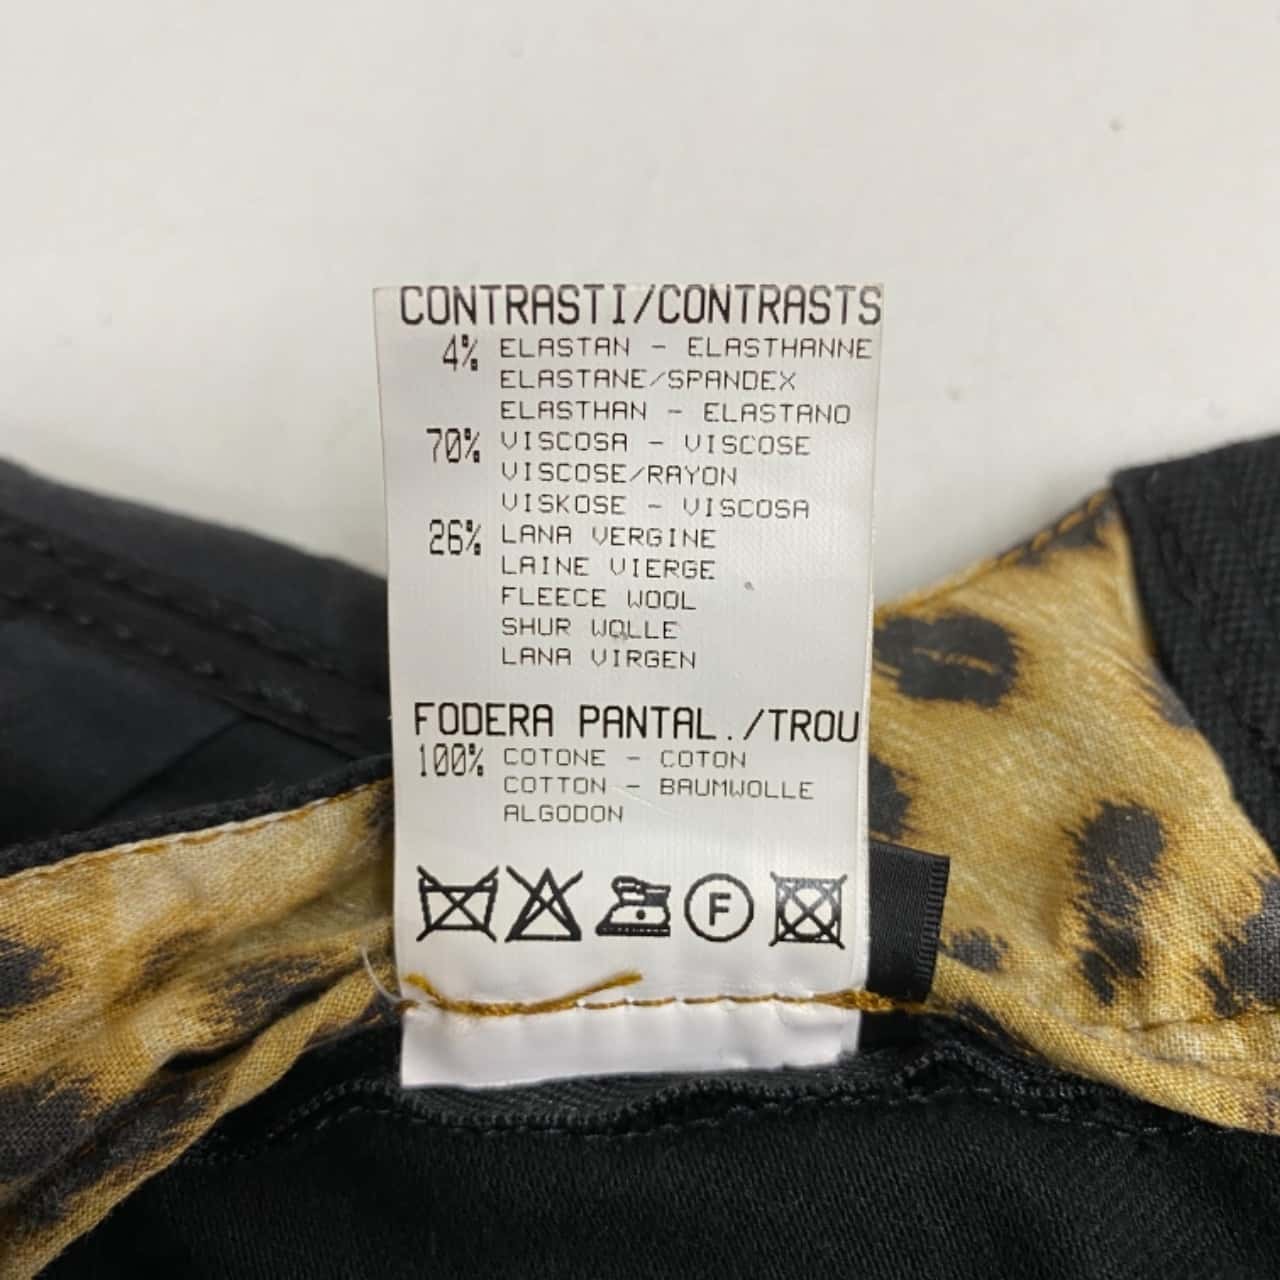 CONTRASTI/CONTRASTS
4% ELASTAN - ELASTHANNE
ELASTANE/SPANDEX
ELASTHAN - ELASTANO
70% VISCOSA - VISCOSE
VISCOSE/RAYON
VISKOSE - VISCOSA
26% LANA VERGINE
LAINE VIERGE
FLEECE WOOL
SHUR WOLLE
LANA VIRGEN
FODERA PANTAL./TROU
100% COTONE - COTON
COTTON - BAUMWOLLE
ALGODON
F